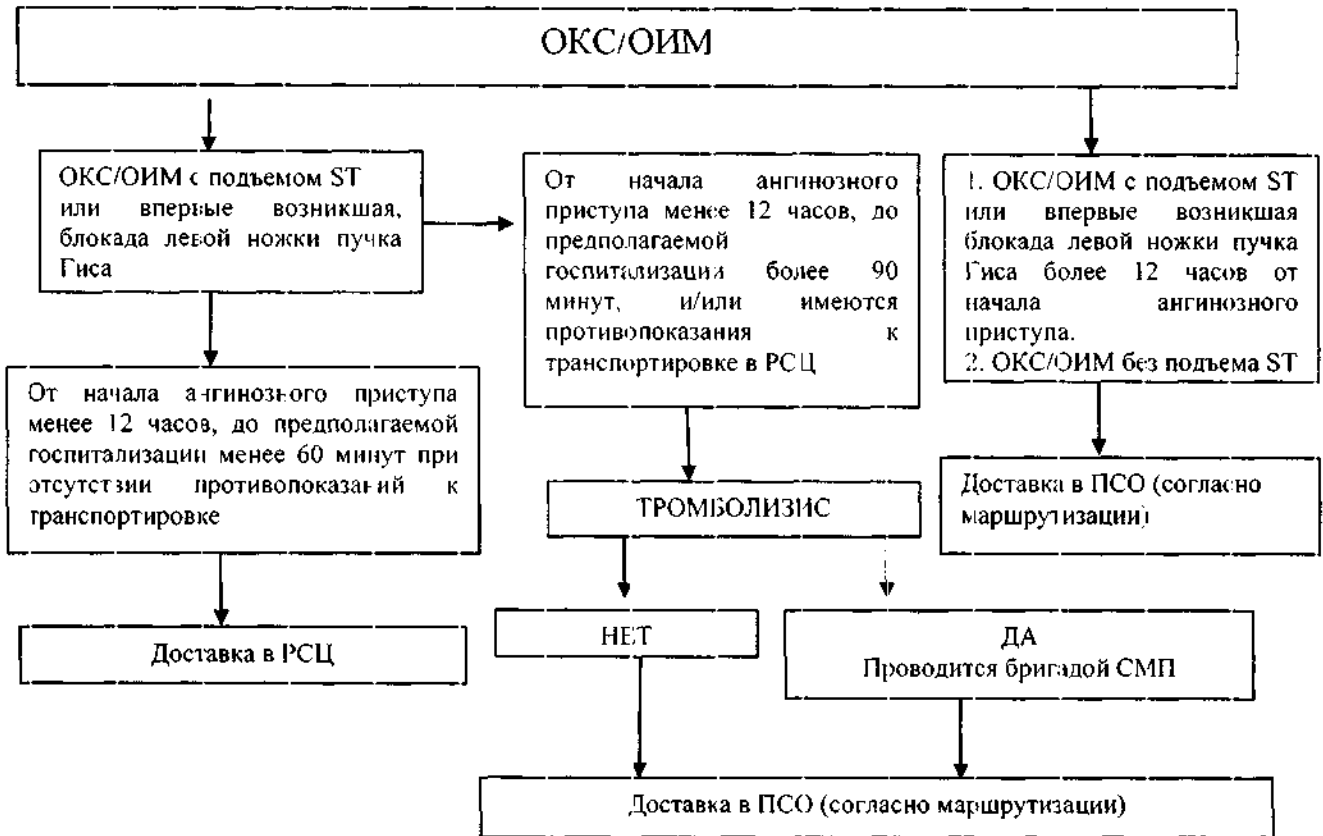 ОКС/ОИМ
ОКС/ОИМ с подъемом ST
или впервые возникшая,
блокада левой ножки пучка
Гиса
От начала ангинозного
приступа менее 12 часов, до
предполагаемой
госпитализации более 90
минут, и/или имеются
противопоказания к
транспортировке в РСЦ
1. ОКС/ОИМ с подъемом ST
или впервые возникшая
блокада левой ножки пучка
Гиса более 12 часов от
начала ангинозного
приступа.
2. ОКС/ОИМ без подъема ST
От начала ангинозного приступа
менее 12 часов, до предполагаемой
госпитализации менее 60 минут при
отсутствии противопоказаний к
транспортировке
ТРОМБОЛИЗИС
Доставка в ПСО (согласно
маршрутизации)
Доставка в РСЦ
НЕТ
ДА
Проводится бригадой СМП
Доставка в ПСО (согласно маршрутизации)